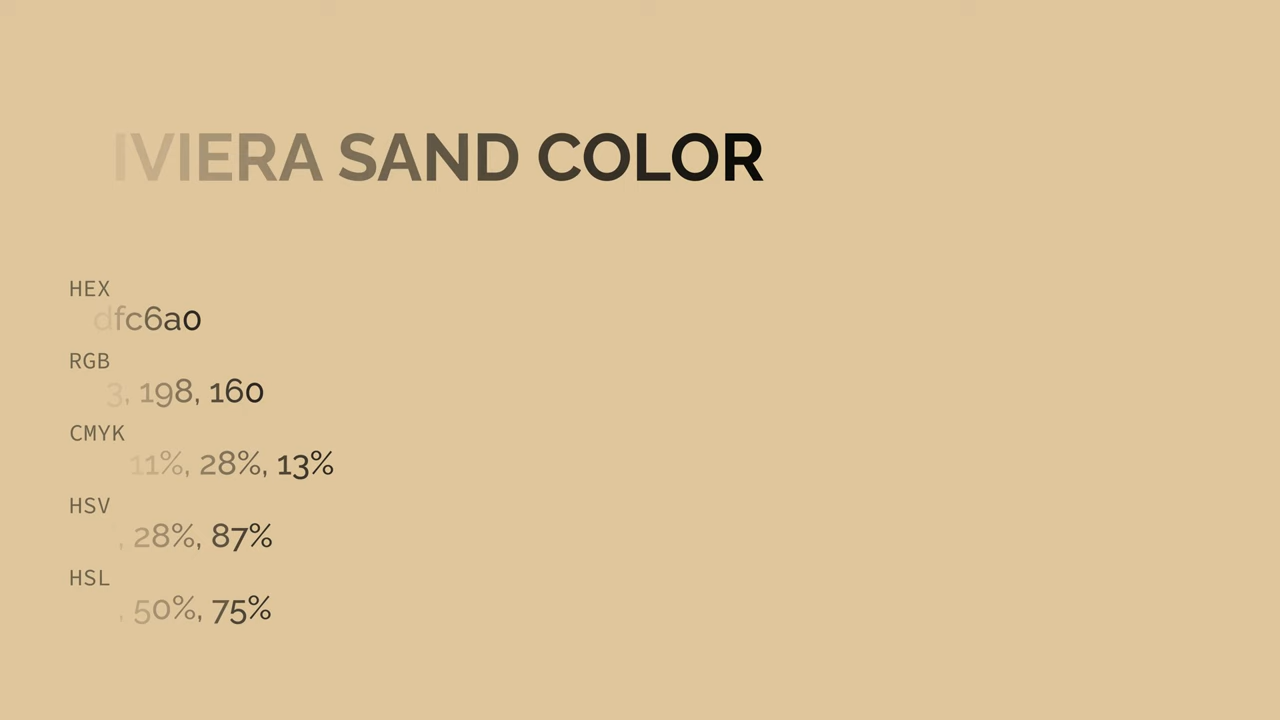 IVIERA SAND COLOR
HEX
dfc6a0
RGB
3, 198, 160
CMYK
11%, 28%, 13%
HSV
, 28%, 87%
HSL
, 50%, 75%